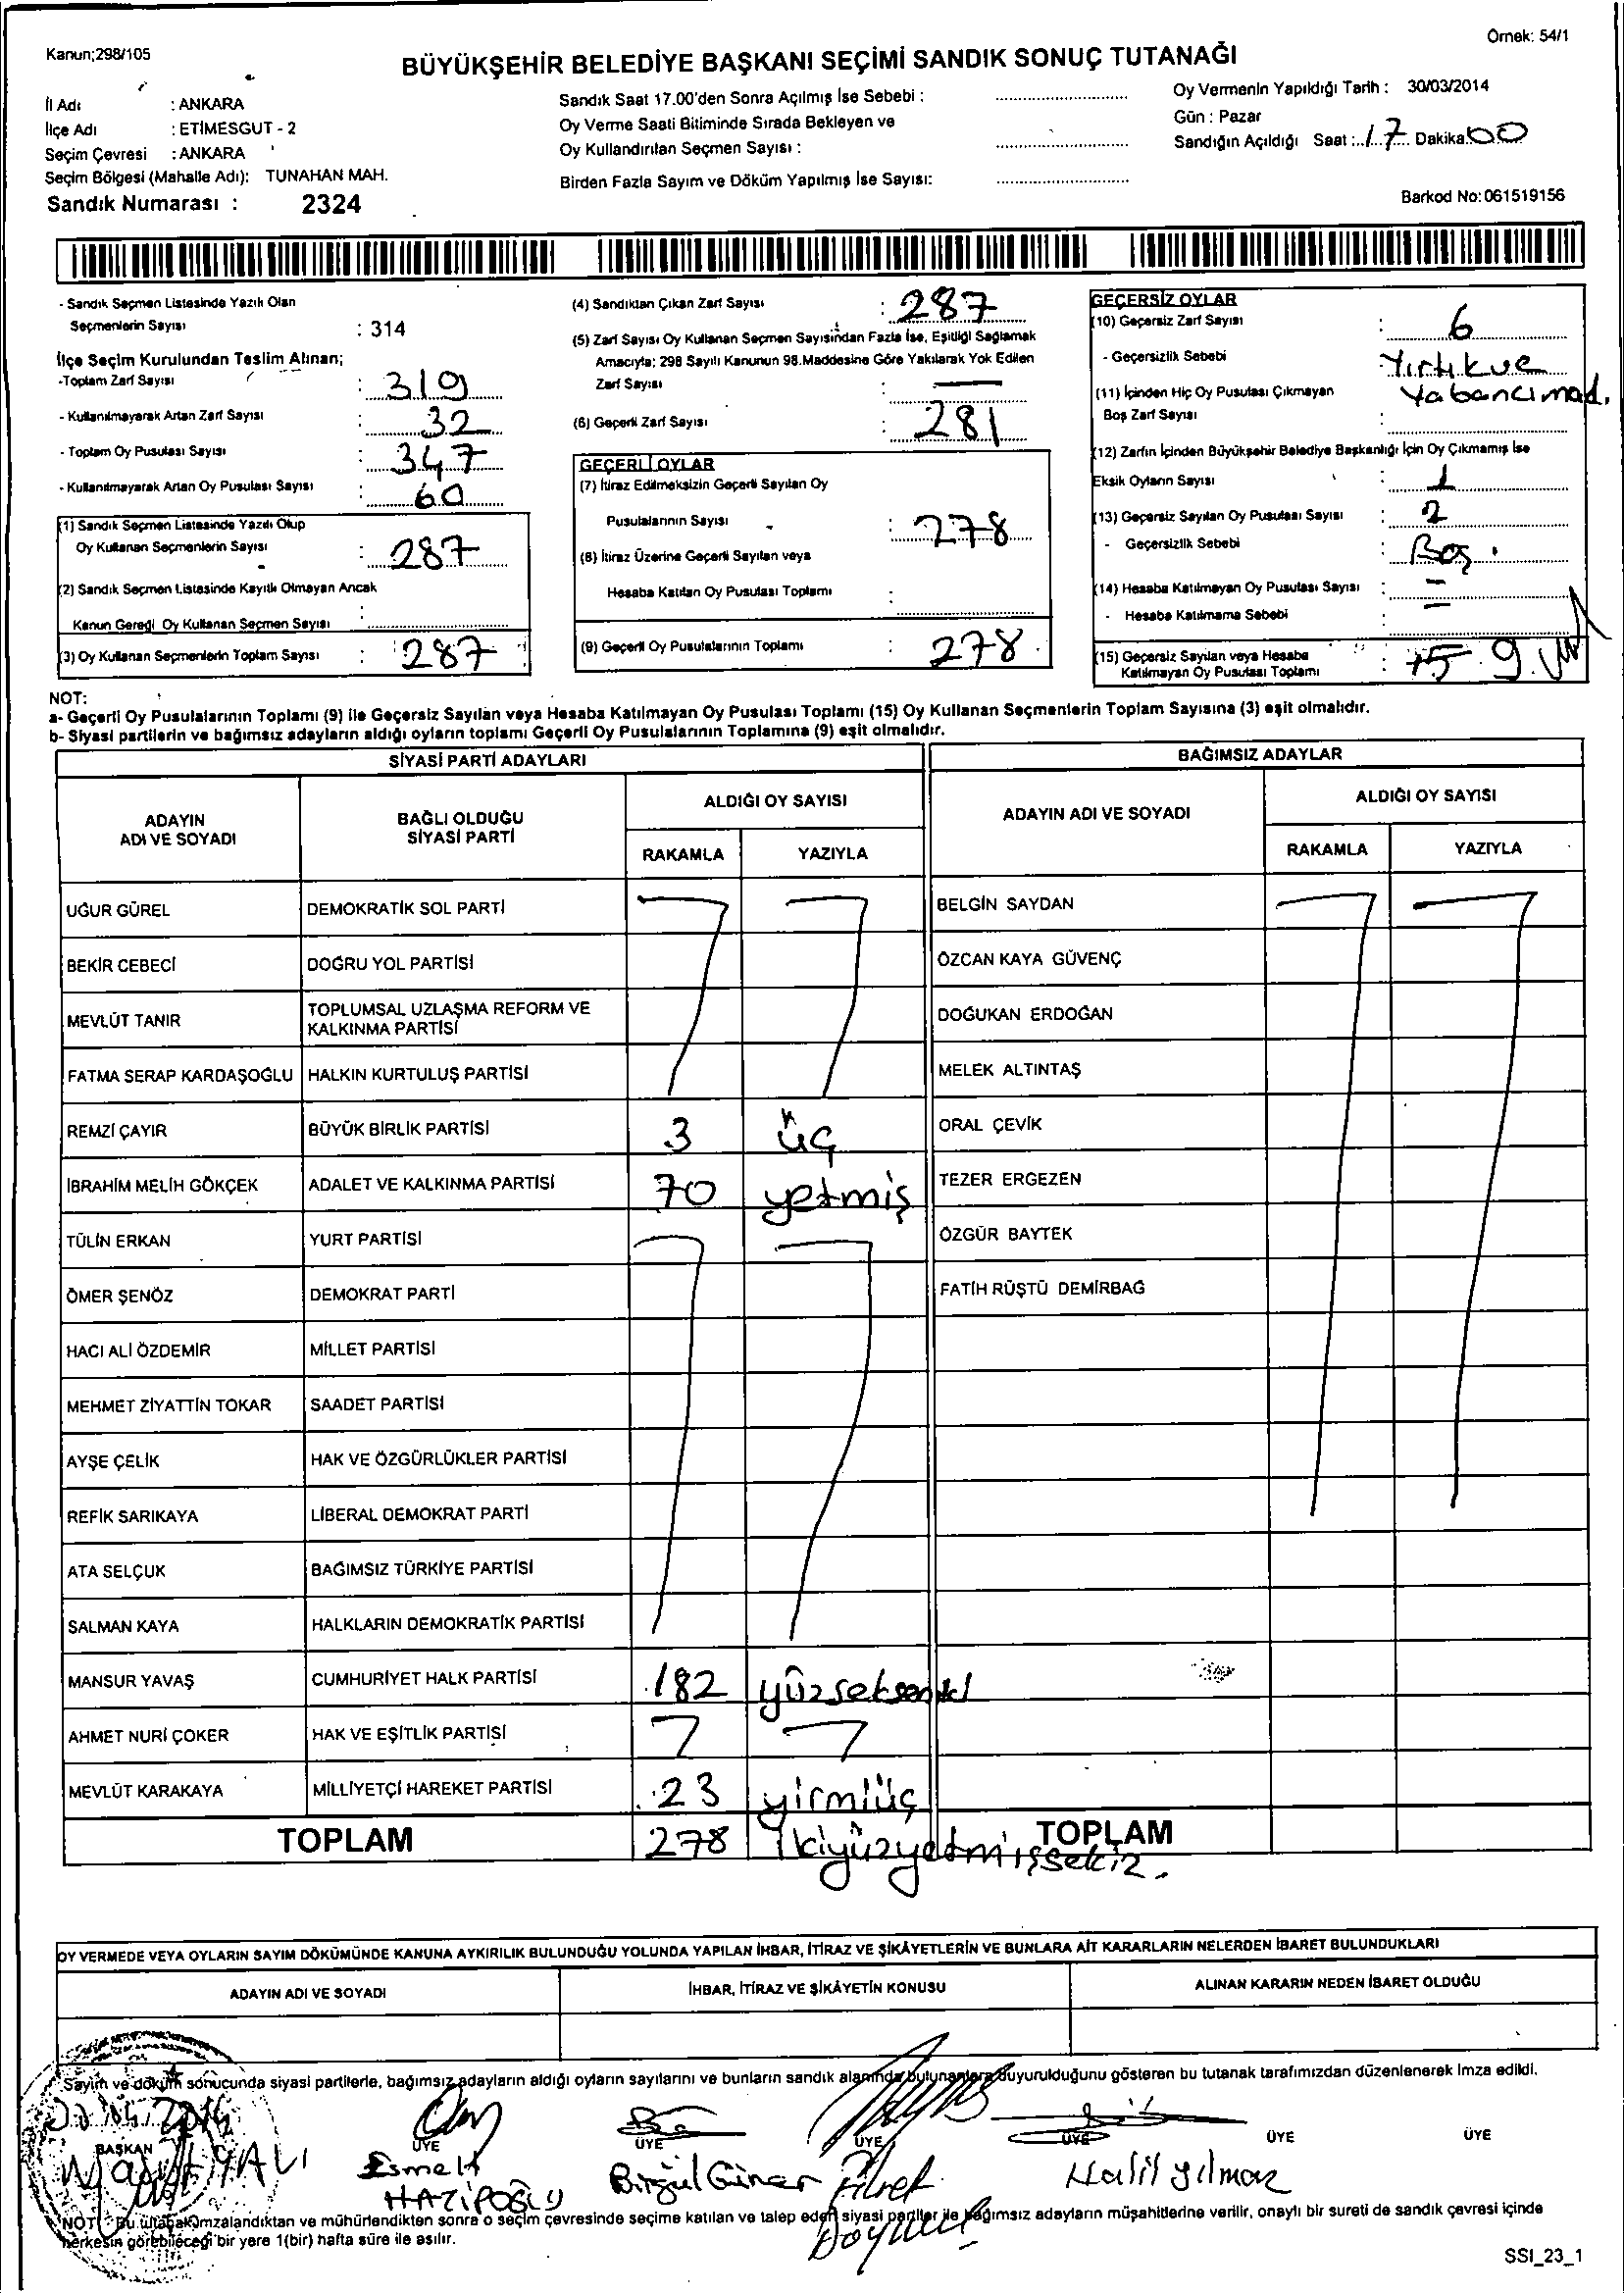 Kanun;298/105
Örnek: 54/1
BÜYÜKŞEHİR BELEDİYE BAŞKANI SEÇİMİ SANDIK SONUÇ TUTANAĞI
İl Adı : ANKARA
İlçe Adı : ETİMESGUT - 2
Seçim Çevresi : ANKARA
Seçim Bölgesi (Mahalle Adı): TUNAHAN MAH.
Sandık Numarası : 2324
Sandık Saat 17.00'den Sonra Açılmış İse Sebebi :
Oy Verme Saati Bitiminde Sırada Bekleyen ve
Oy Kullandırılan Seçmen Sayısı :
Birden Fazla Sayım ve Döküm Yapılmış İse Sayısı:
Oy Vermenin Yapıldığı Tarih : 30/03/2014
Gün : Pazar
Sandığın Açıldığı Saat : 17 Dakika: 00
Barkod No: 061519156
- Sandık Seçmen Listesinde Yazılı Olan
Seçmenlerin Sayısı : 314
İlçe Seçim Kurulundan Teslim Alınan;
-Toplam Zarf Sayısı : 319
- Kullanılmayarak Artan Zarf Sayısı : 32
- Toplam Oy Pusulası Sayısı : 347
- Kullanılmayarak Artan Oy Pusulası Sayısı : 60
(1) Sandık Seçmen Listesinde Yazılı Olup
Oy Kullanan Seçmenlerin Sayısı : 287
(2) Sandık Seçmen Listesinde Kayıtlı Olmayan Ancak
Kanun Gereği Oy Kullanan Seçmen Sayısı :
(3) Oy Kullanan Seçmenlerin Toplam Sayısı : 287
(4) Sandıktan Çıkan Zarf Sayısı : 287
(5) Zarf Sayısı Oy Kullanan Seçmen Sayısından Fazla İse, Eşitliği Sağlamak
Amacıyla; 298 Sayılı Kanunun 98.Maddesine Göre Yakılarak Yok Edilen
Zarf Sayısı : —
(6) Geçerli Zarf Sayısı : 281
GEÇERLİ OYLAR
(7) İtiraz Edilmeksizin Geçerli Sayılan Oy
Pusulalarının Sayısı : 278
(8) İtiraz Üzerine Geçerli Sayılan veya
Hesaba Katılan Oy Pusulası Toplamı :
(9) Geçerli Oy Pusulalarının Toplamı : 278
GEÇERSİZ OYLAR
(10) Geçersiz Zarf Sayısı : 6
- Geçersizlik Sebebi : Yırtık ve
Yabancı mad.
(11) İçinden Hiç Oy Pusulası Çıkmayan
Boş Zarf Sayısı :
(12) Zarfın İçinden Büyükşehir Belediye Başkanlığı İçin Oy Çıkmamış İse
Eksik Oyların Sayısı : 1
(13) Geçersiz Sayılan Oy Pusulası Sayısı : 2
- Geçersizlik Sebebi : Boş.
(14) Hesaba Katılmayan Oy Pusulası Sayısı : —
- Hesaba Katılmama Sebebi : —
(15) Geçersiz Sayılan veya Hesaba
Katılmayan Oy Pusulası Toplamı : 9
NOT:
a- Geçerli Oy Pusulalarının Toplamı (9) ile Geçersiz Sayılan veya Hesaba Katılmayan Oy Pusulası Toplamı (15) Oy Kullanan Seçmenlerin Toplam Sayısına (3) eşit olmalıdır.
b- Siyasi partilerin ve bağımsız adayların aldığı oyların toplamı Geçerli Oy Pusulalarının Toplamına (9) eşit olmalıdır.
SİYASİ PARTİ ADAYLARI
ADAYIN ADI VE SOYADI
BAĞLI OLDUĞU SİYASİ PARTİ
ALDIĞI OY SAYISI
RAKAMLA YAZIYLA
UĞUR GÜREL DEMOKRATİK SOL PARTİ
BEKİR CEBECİ DOĞRU YOL PARTİSİ
MEVLÜT TANIR TOPLUMSAL UZLAŞMA REFORM VE KALKINMA PARTİSİ
FATMA SERAP KARDAŞOĞLU HALKIN KURTULUŞ PARTİSİ
REMZİ ÇAYIR BÜYÜK BİRLİK PARTİSİ 3 üç
İBRAHİM MELİH GÖKÇEK ADALET VE KALKINMA PARTİSİ 70 yetmiş
TÜLİN ERKAN YURT PARTİSİ
ÖMER ŞENÖZ DEMOKRAT PARTİ
HACI ALİ ÖZDEMİR MİLLET PARTİSİ
MEHMET ZİYATTİN TOKAR SAADET PARTİSİ
AYŞE ÇELİK HAK VE ÖZGÜRLÜKLER PARTİSİ
REFİK SARIKAYA LİBERAL DEMOKRAT PARTİ
ATA SELÇUK BAĞIMSIZ TÜRKİYE PARTİSİ
SALMAN KAYA HALKLARIN DEMOKRATİK PARTİSİ
MANSUR YAVAŞ CUMHURİYET HALK PARTİSİ 182 yüzsekseniki
AHMET NURİ ÇOKER HAK VE EŞİTLİK PARTİSİ
MEVLÜT KARAKAYA MİLLİYETÇİ HAREKET PARTİSİ 23 yirmiüç
TOPLAM 278 ikiyüzyetmişsekiz.
BAĞIMSIZ ADAYLAR
ADAYIN ADI VE SOYADI
ALDIĞI OY SAYISI
RAKAMLA YAZIYLA
BELGİN SAYDAN
ÖZCAN KAYA GÜVENÇ
DOĞUKAN ERDOĞAN
MELEK ALTINTAŞ
ORAL ÇEVİK
TEZER ERGEZEN
ÖZGÜR BAYTEK
FATİH RÜŞTÜ DEMİRBAĞ
TOPLAM
OY VERMEDE VEYA OYLARIN SAYIM DÖKÜMÜNDE KANUNA AYKIRILIK BULUNDUĞU YOLUNDA YAPILAN İHBAR, İTİRAZ VE ŞİKÂYETLERİN VE BUNLARA AİT KARARLARIN NELERDEN İBARET BULUNDUKLARI
ADAYIN ADI VE SOYADI
İHBAR, İTİRAZ VE ŞİKÂYETİN KONUSU
ALINAN KARARIN NEDEN İBARET OLDUĞU
Sayım ve döküm sonucunda siyasi partilerle, bağımsız adayların aldığı oyların sayılarını ve bunların sandık alanında bulunanlara duyurulduğunu gösteren bu tutanak tarafımızdan düzenlenerek imza edildi.
BAŞKAN ÜYE ÜYE ÜYE ÜYE ÜYE ÜYE
Birgül Güner
Halil Yılmaz
NOT: Bu tutanak imzalandıktan ve mühürlendikten sonra o seçim çevresinde seçime katılan ve talep eden siyasi partiler ile bağımsız adayların müşahitlerine verilir, onaylı bir sureti de sandık çevresi içinde
herkesin görebileceği bir yere 1(bir) hafta süre ile asılır.
SSI_23_1